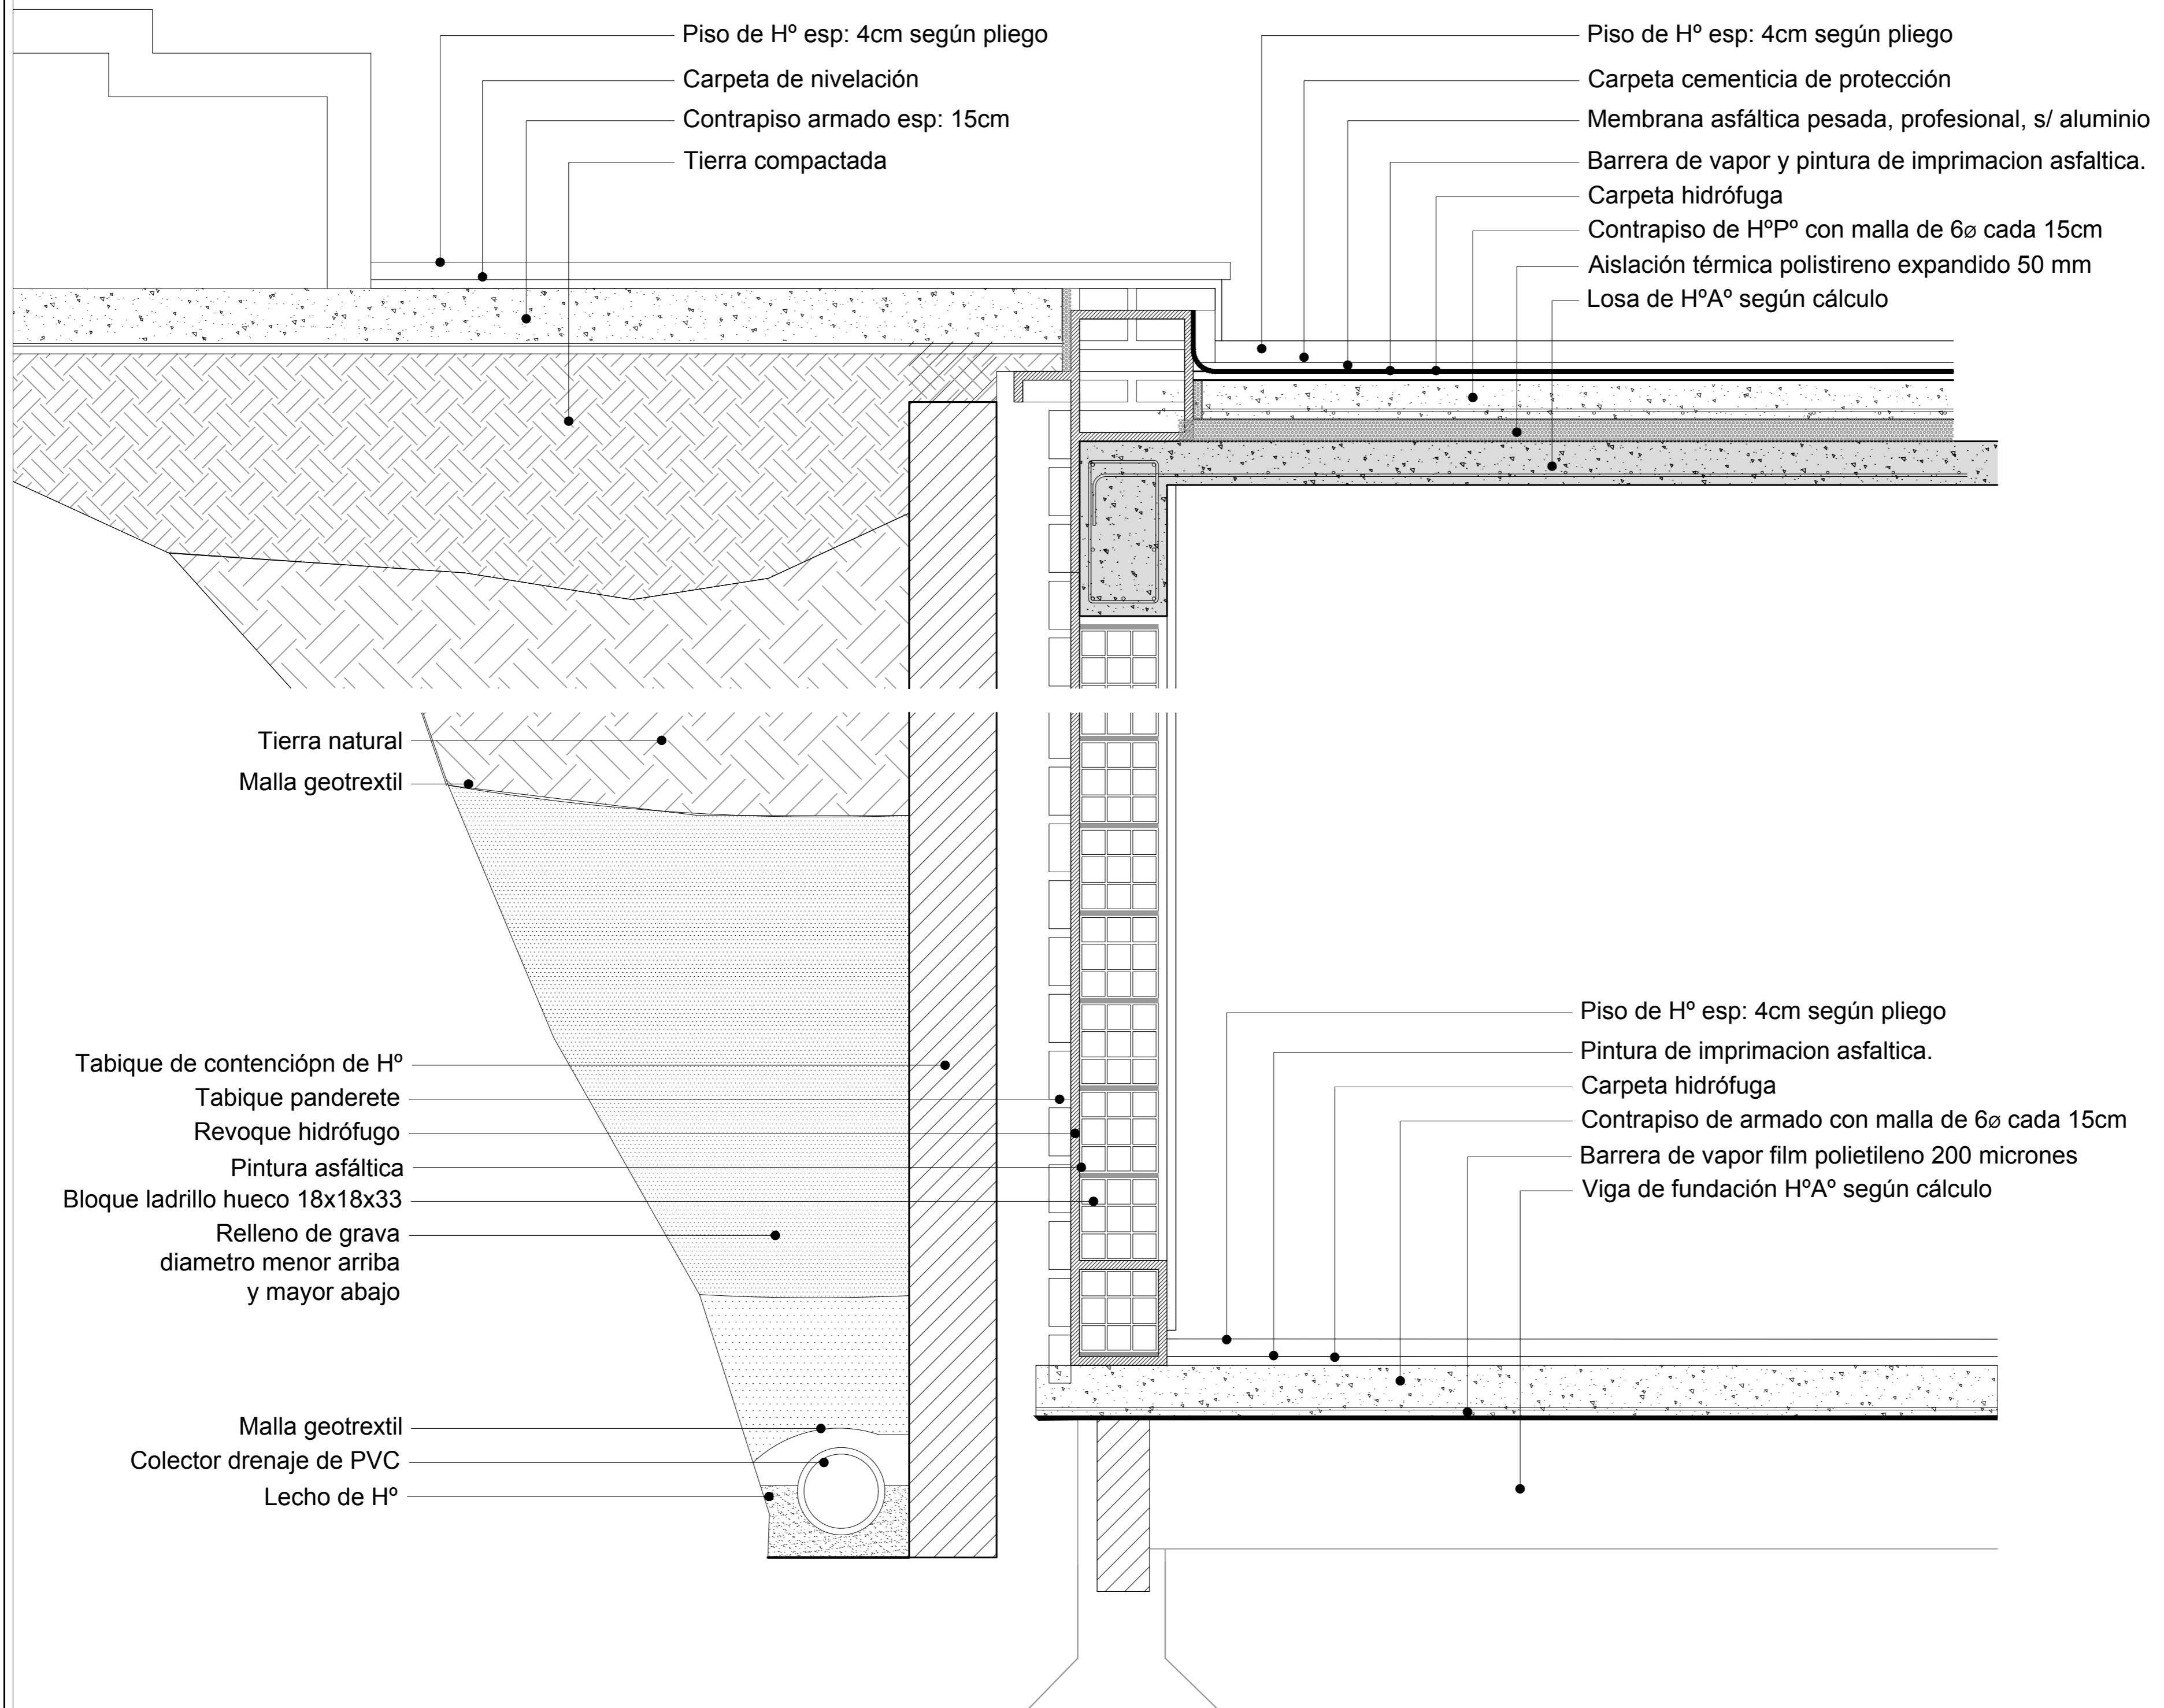 Piso de Hº esp: 4cm según pliego
Carpeta de nivelación
Contrapiso armado esp: 15cm
Tierra compactada
Piso de Hº esp: 4cm según pliego
Carpeta cementicia de protección
Membrana asfáltica pesada, profesional, s/ aluminio
Barrera de vapor y pintura de imprimacion asfaltica.
Carpeta hidrófuga
Contrapiso de HºPº con malla de 6ø cada 15cm
Aislación térmica polistireno expandido 50 mm
Losa de HºAº según cálculo
Tierra natural
Malla geotrextil
Tabique de contenciópn de Hº
Tabique panderete
Revoque hidrófugo
Pintura asfáltica
Bloque ladrillo hueco 18x18x33
Relleno de grava
diametro menor arriba
y mayor abajo
Malla geotrextil
Colector drenaje de PVC
Lecho de Hº
Piso de Hº esp: 4cm según pliego
Pintura de imprimacion asfaltica.
Carpeta hidrófuga
Contrapiso de armado con malla de 6ø cada 15cm
Barrera de vapor film polietileno 200 micrones
Viga de fundación HºAº según cálculo